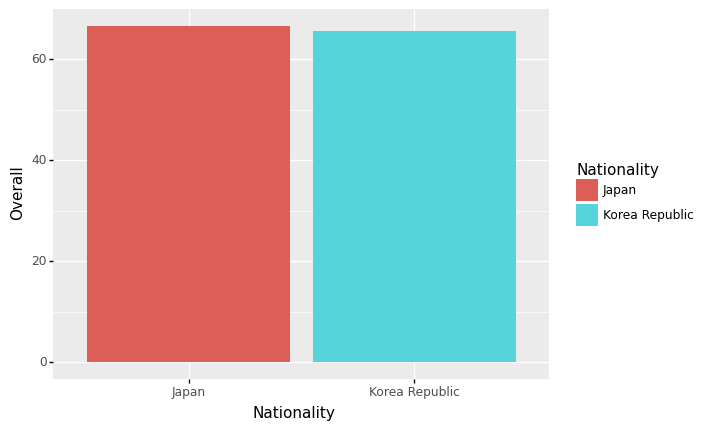 60
40
20
0
Overall
Japan
Korea Republic
Nationality
Nationality
Japan
Korea Republic